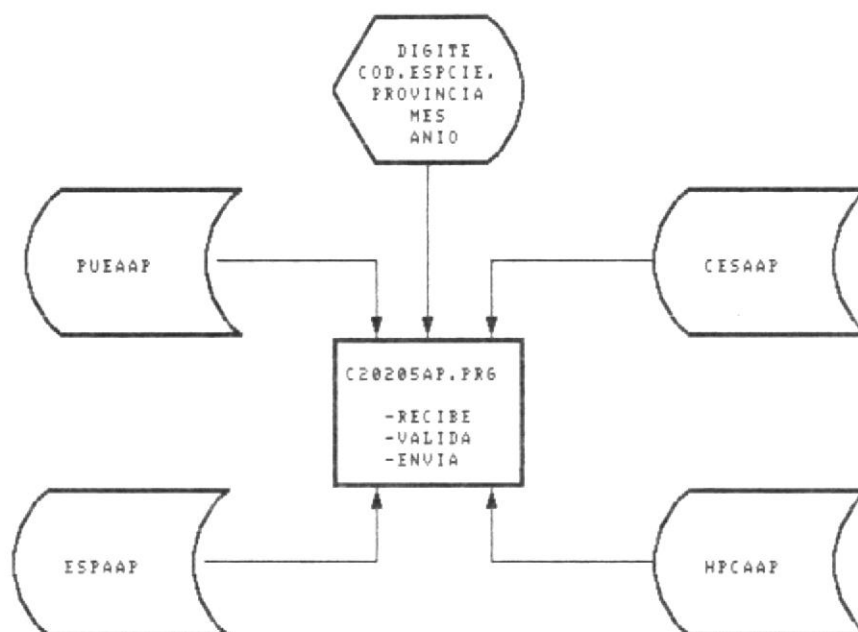 DIGITE
COD.ESPCIE.
PROVINCIA
MES
ANIO
PUEAAP
CESAAP
C20205AP.PRG
-RECIBE
-VALIDA
-ENVIA
ESPAAP
HPCAAP